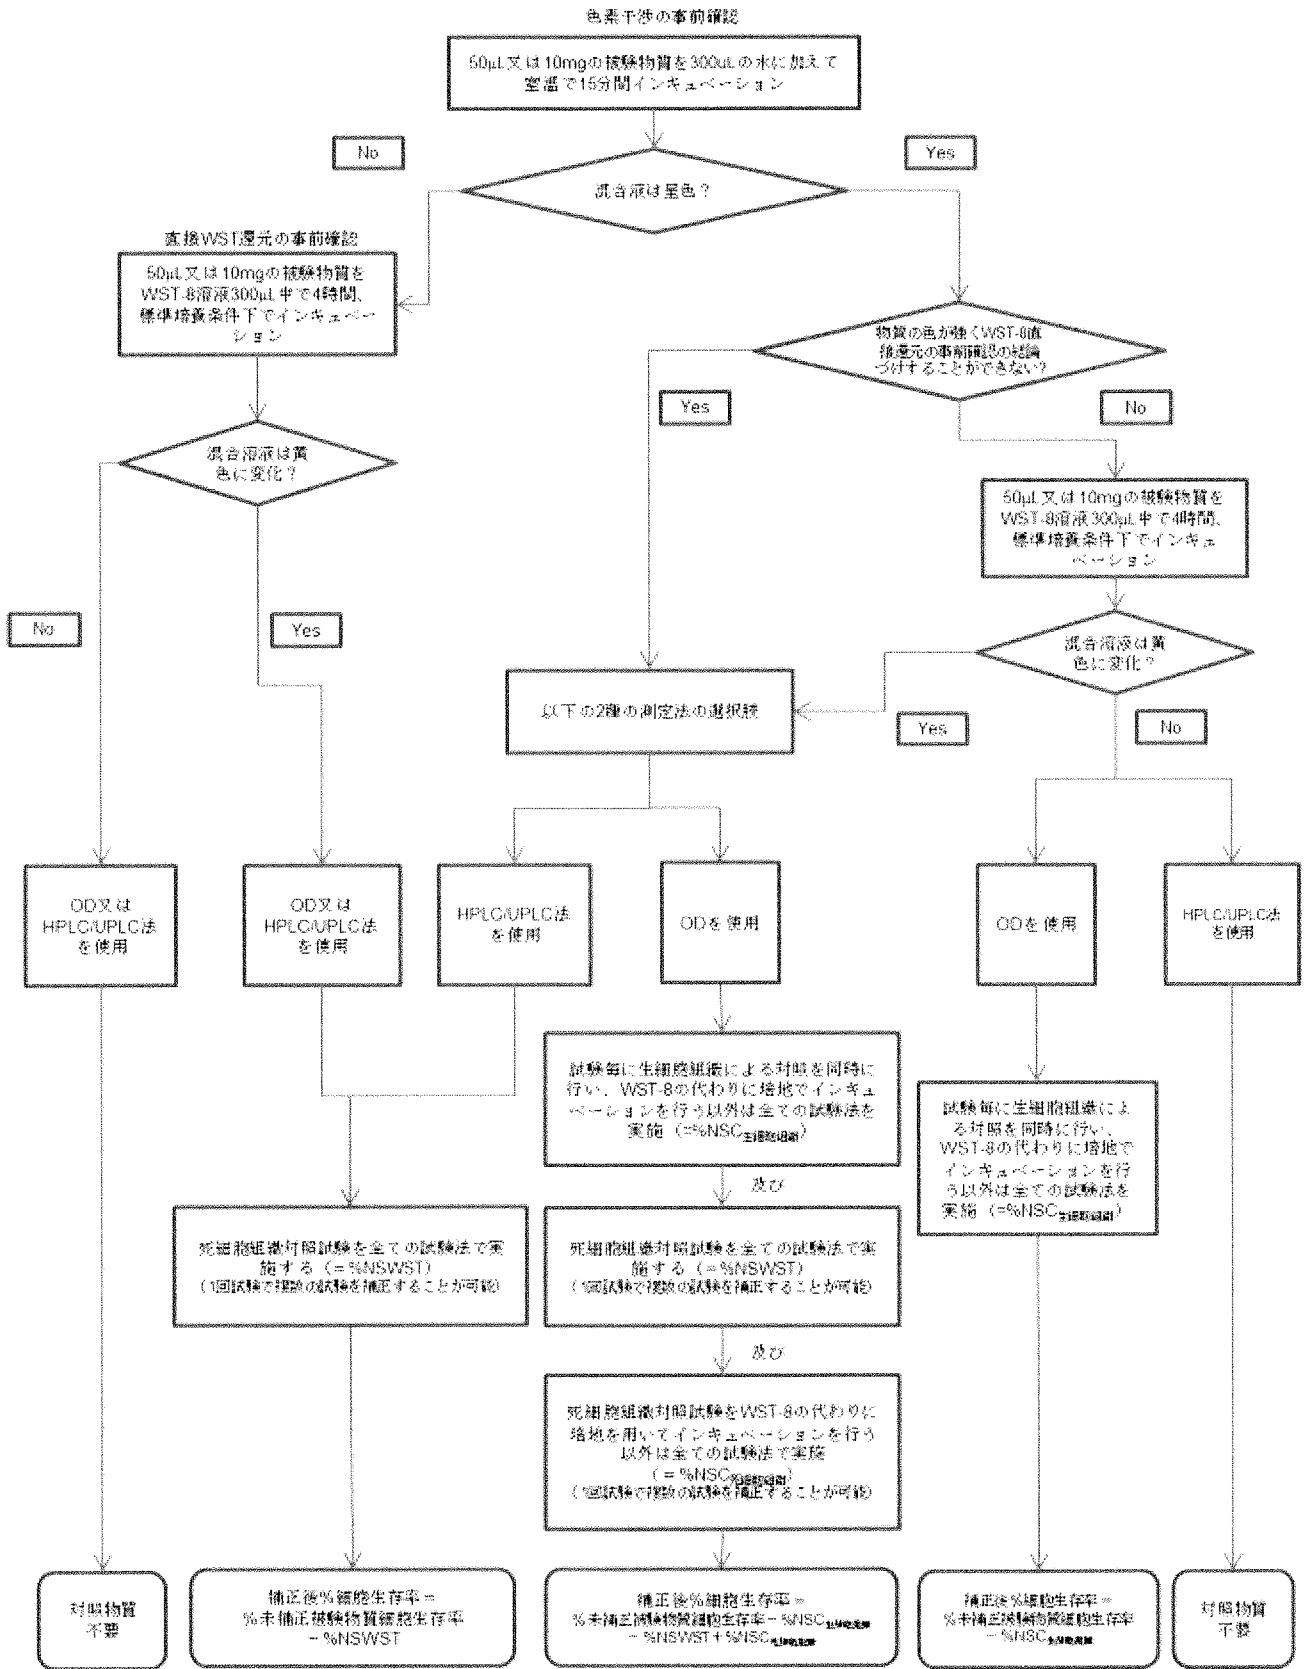 色素干渉の事前確認
50μL又は10mgの被験物質を300uLの水に加えて
室温で15分間インキュベーション
No
Yes
混合液は呈色？
直接WST還元の事前確認
50μL又は10mgの被験物質を
WST-8溶液300μL中で4時間、
標準培養条件下でインキュベー
ション
物質の色が強くWST-8直
接還元の事前確認の結論
づけすることができない?
Yes
No
混合溶液は黄
色に変化？
50μL又は10mgの被験物質を
WST-8溶液300μL中で4時間、
標準培養条件下でインキュ
ベーション
No
Yes
混合溶液は黄
色に変化？
以下の2種の測定法の選択肢
Yes
No
OD又は
HPLC/UPLC法
を使用
OD又は
HPLC/UPLC法
を使用
HPLC/UPLC法
を使用
ODを使用
ODを使用
HPLC/UPLC法
を使用
試験毎に生細胞組織による対照を同時に
行い、WST-8の代わりに培地でインキュ
ベーションを行う以外は全ての試験法を
実施（=%NSC生細胞組織）
試験毎に生細胞組織によ
る対照を同時に行い、
WST-8の代わりに培地で
インキュベーションを行
う以外は全ての試験法を
実施（=%NSC生細胞組織）
及び
死細胞組織対照試験を全ての試験法で実
施する（＝%NSWST）
（1回試験で複数の試験を補正することが可能）
死細胞組織対照試験を全ての試験法で実
施する（＝%NSWST）
（1回試験で複数の試験を補正することが可能）
及び
死細胞組織対照試験をWST-8の代わりに
培地を用いてインキュベーションを行う
以外は全ての試験法で実施
（＝%NSC）
（1回試験で複数の試験を補正することが可能）
対照物質
不要
補正後%細胞生存率＝
%未補正被験物質細胞生存率
－%NSWST
補正後%細胞生存率＝
%未補正被験物質細胞生存率－%NSC
－%NSWST＋%NSC
補正後%細胞生存率＝
%未補正被験物質細胞生存率
－%NSC
対照物質
不要